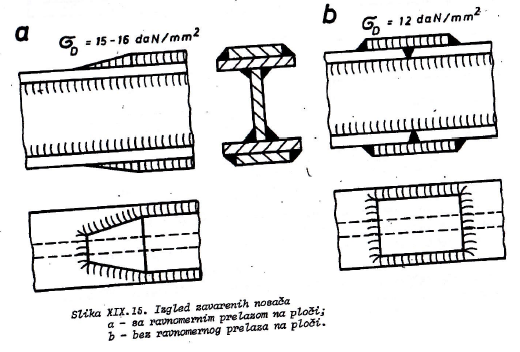 a
σD = 15-16 daN/mm²
b
σD = 12 daN/mm²
Slika XIX.15. Izgled zavarenih nosača
a - sa ravnomernim prelazom na ploči;
b - bez ravnomernog prelaza na ploči.